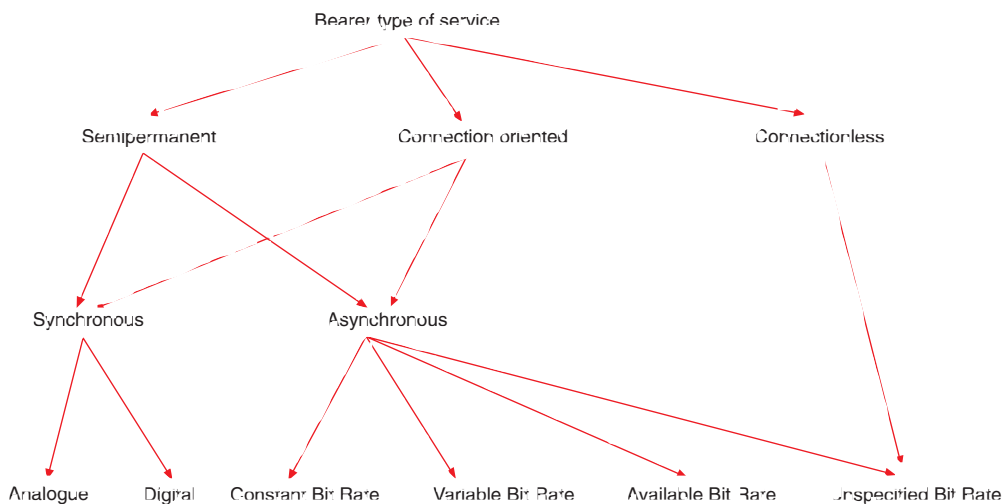 Bearer type of service
Semipermanent Connection oriented Connectionless
Synchronous Asynchronous
Analogue Digital Constant Bit Rate Variable Bit Rate Available Bit Rate Unspecified Bit Rate